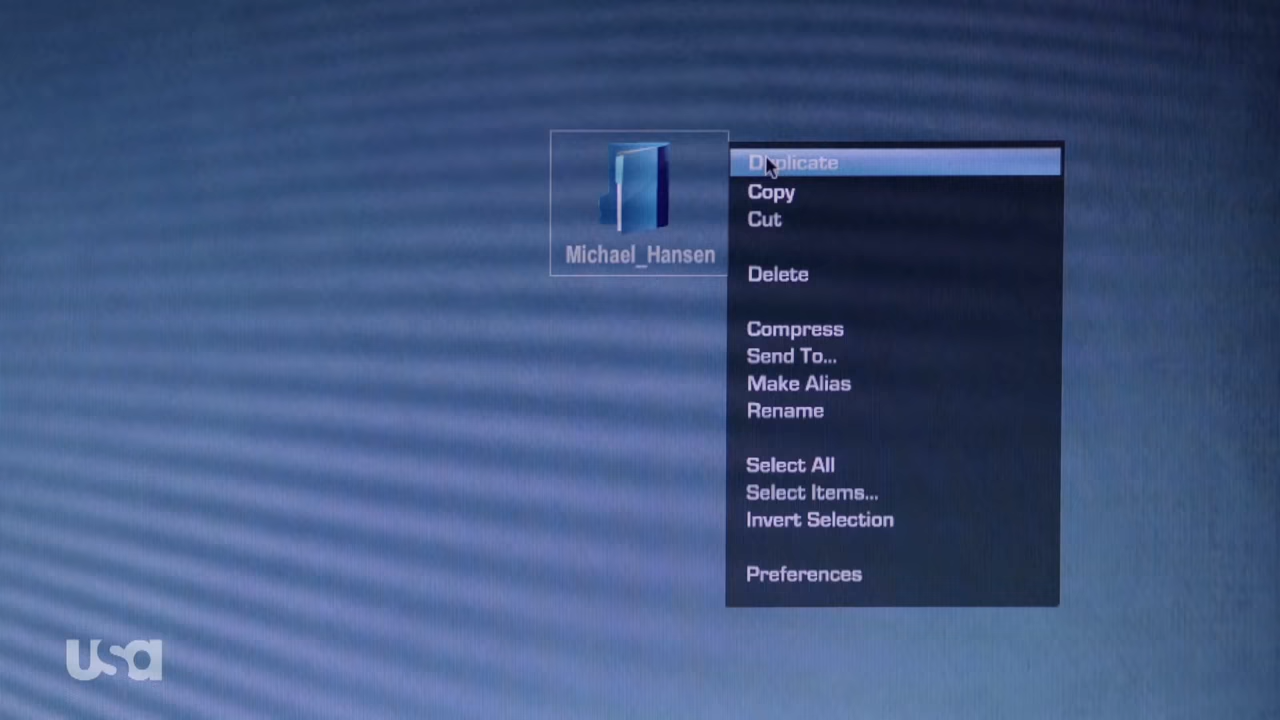 Michael_Hansen
Duplicate
Copy
Cut
Delete
Compress
Send To...
Make Alias
Rename
Select All
Select Items...
Invert Selection
Preferences
usa